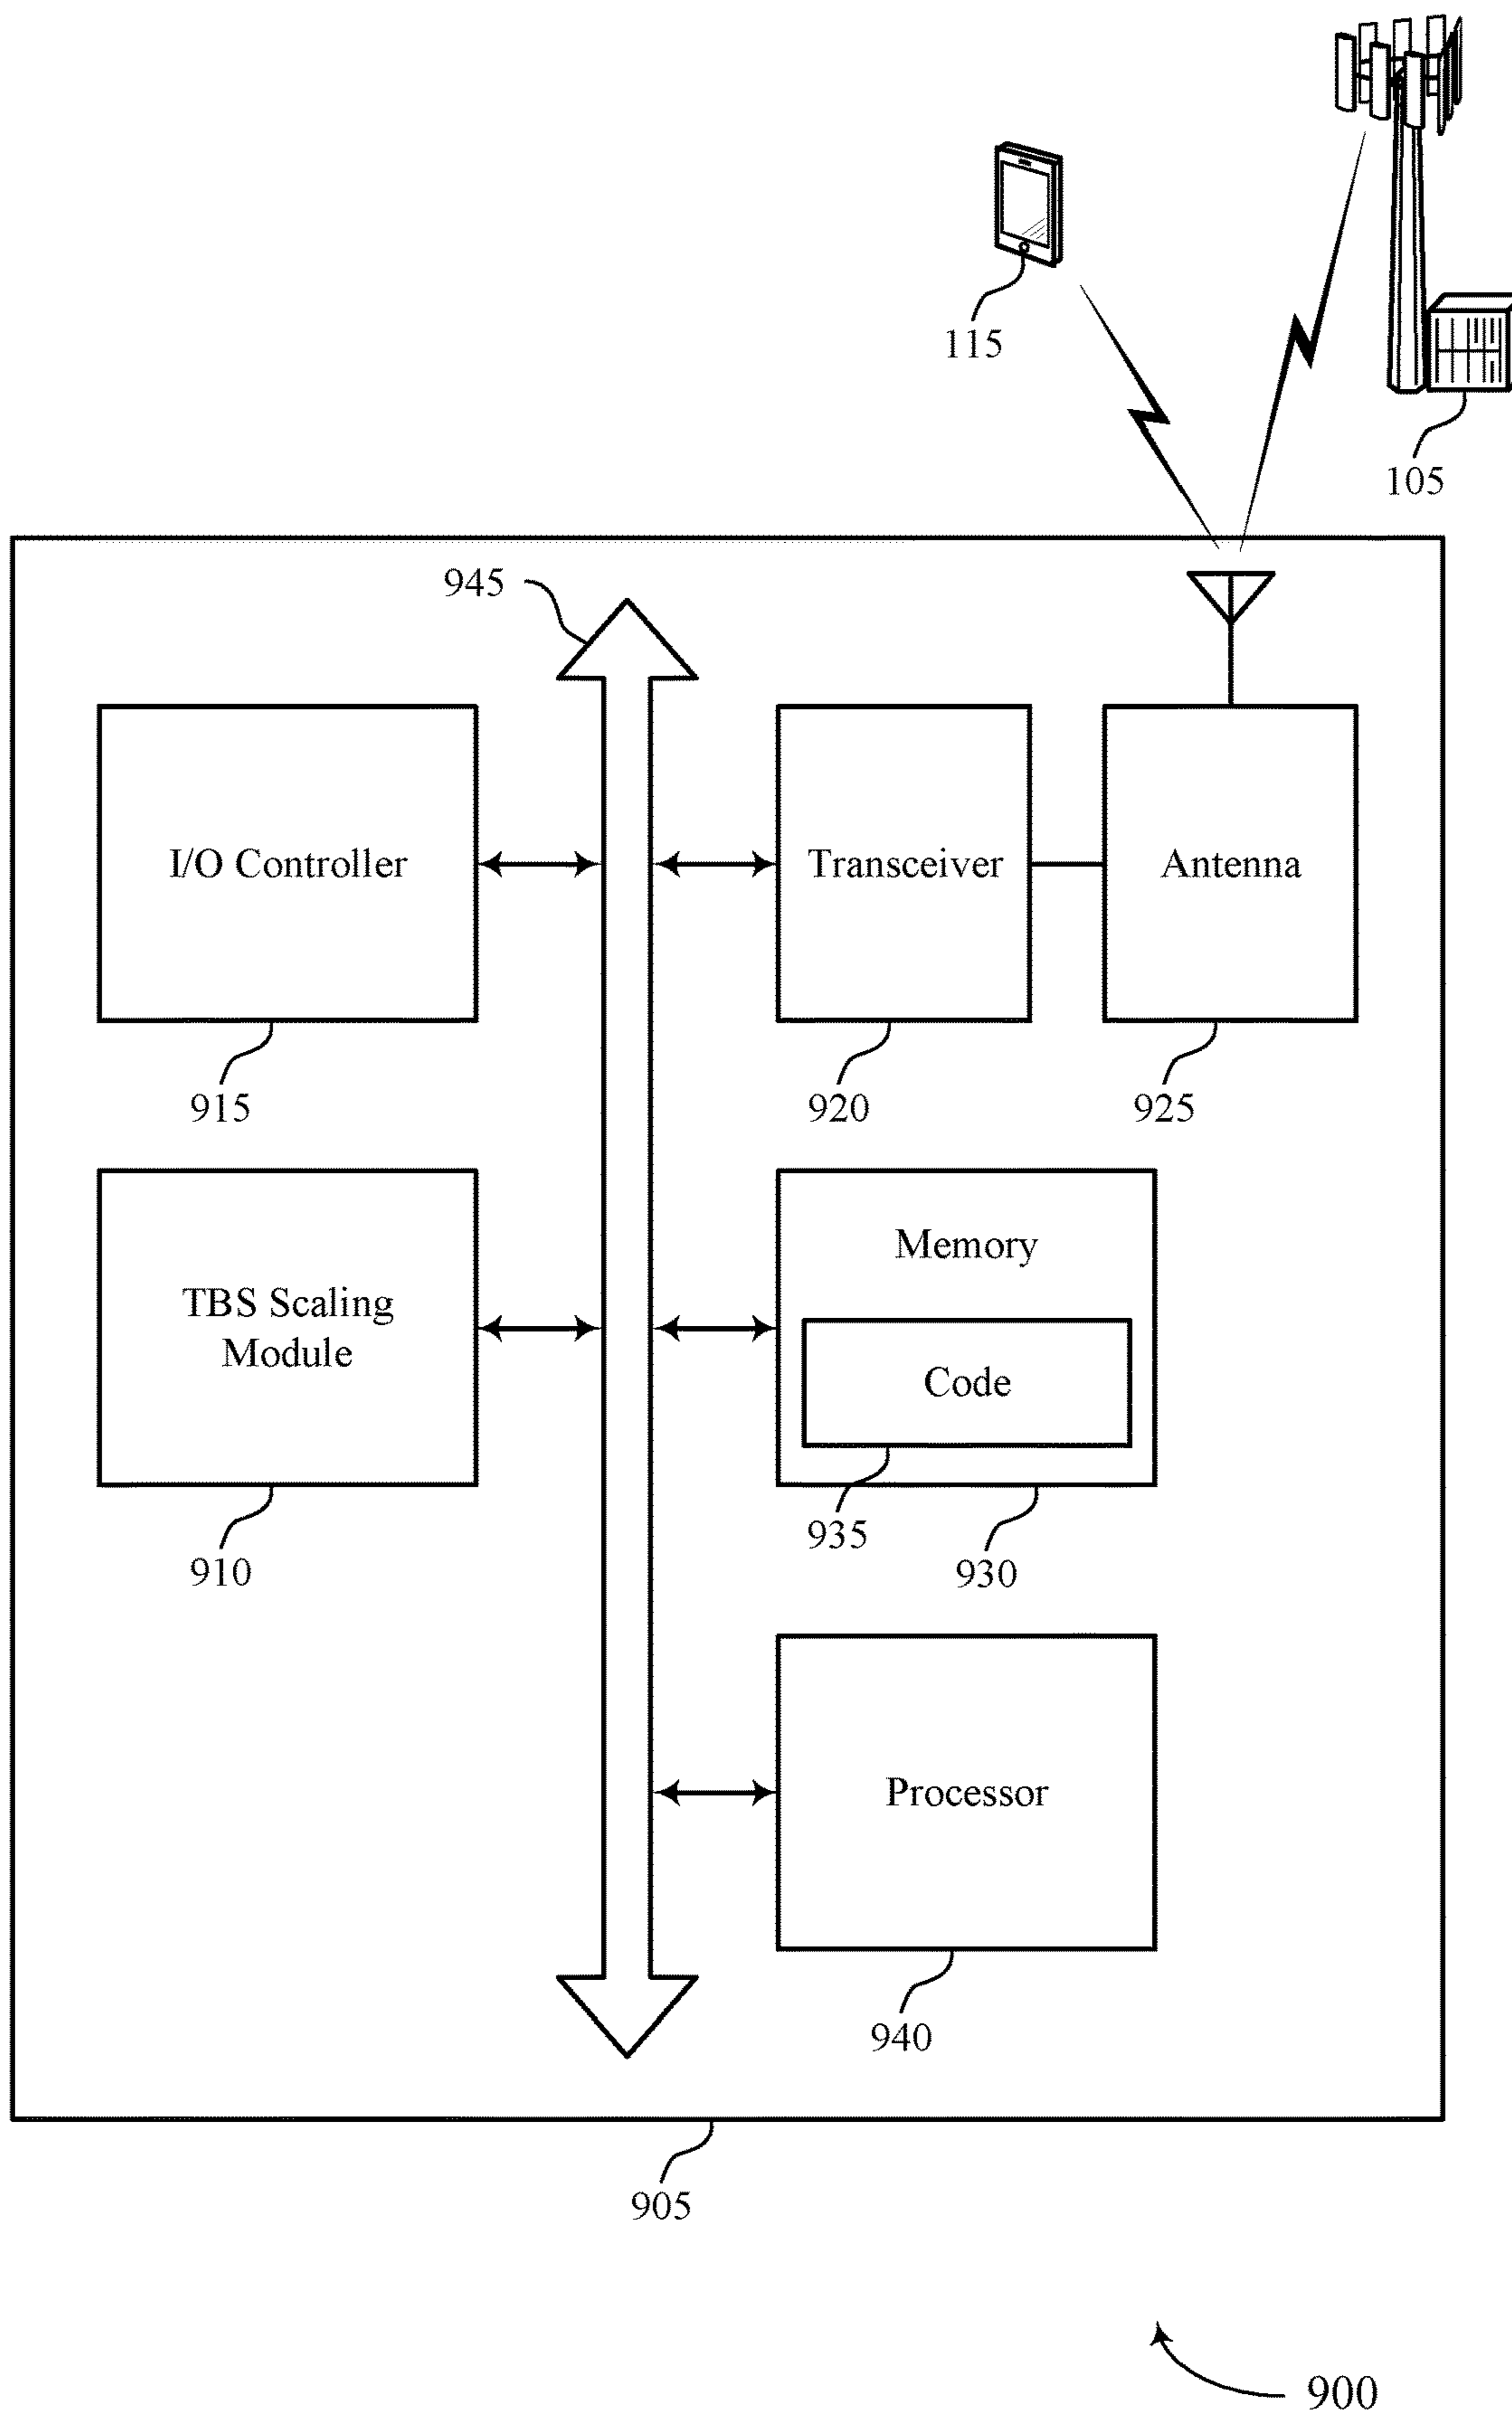 115
105
945
I/O Controller
Transceiver
Antenna
915
920
925
TBS Scaling
Module
Memory
Code
935
910
930
Processor
940
905
900